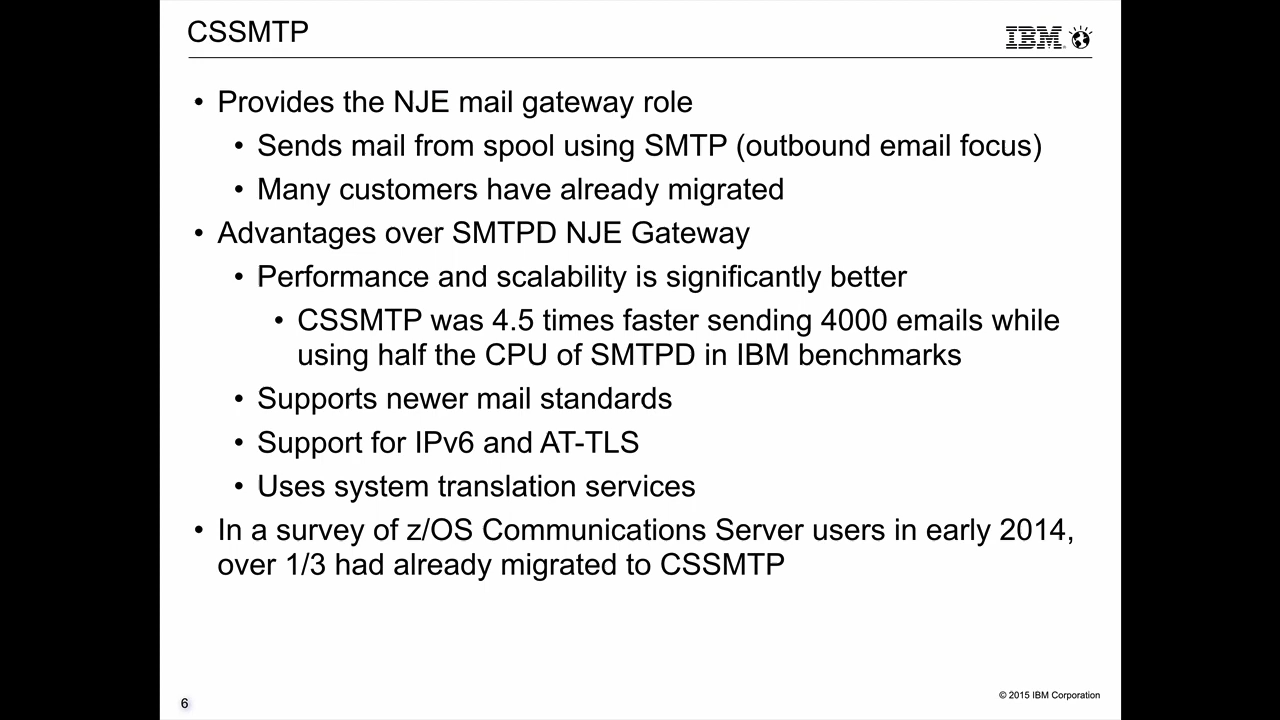 CSSMTP
IBM
• Provides the NJE mail gateway role
• Sends mail from spool using SMTP (outbound email focus)
• Many customers have already migrated
• Advantages over SMTPD NJE Gateway
• Performance and scalability is significantly better
• CSSMTP was 4.5 times faster sending 4000 emails while
using half the CPU of SMTPD in IBM benchmarks
• Supports newer mail standards
• Support for IPv6 and AT-TLS
• Uses system translation services
• In a survey of z/OS Communications Server users in early 2014,
over 1/3 had already migrated to CSSMTP
6
© 2015 IBM Corporation